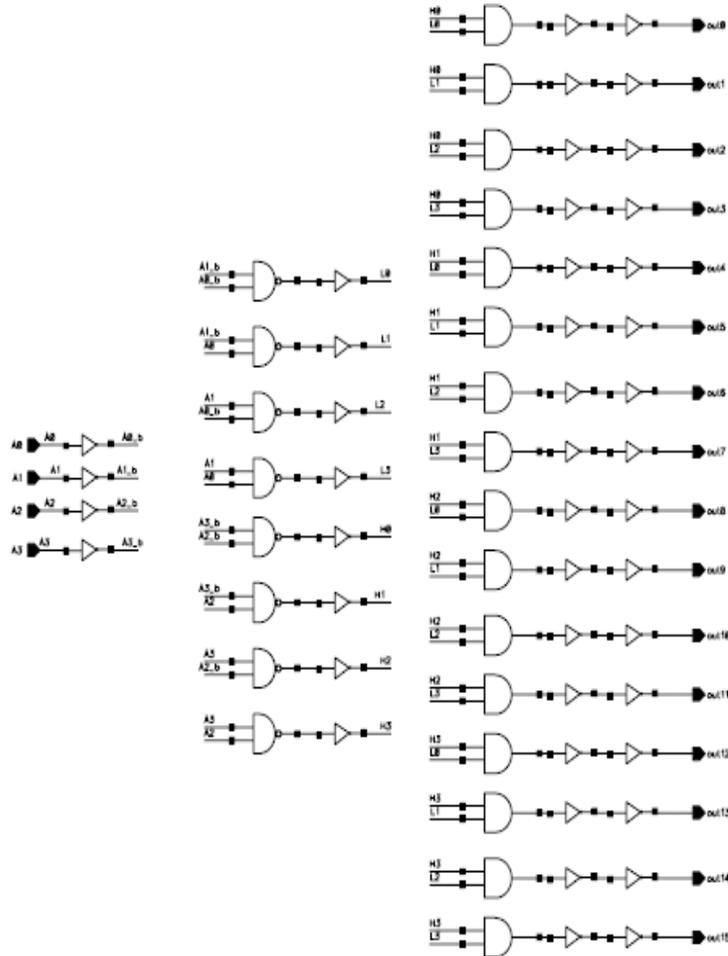 A0 A0 A0_b
A1 A1 A1_b
A2 A2 A2_b
A3 A3 A3_b
A1_b
A0_b
L0
A1_b
A0
L1
A1
A0_b
L2
A1
A0
L3
A3_b
A2_b
H0
A3_b
A2
H1
A3
A2_b
H2
A3
A2
H3
H0
L0
out0
H0
L1
out1
H0
L2
out2
H0
L3
out3
H1
L0
out4
H1
L1
out5
H1
L2
out6
H1
L3
out7
H2
L0
out8
H2
L1
out9
H2
L2
out10
H2
L3
out11
H3
L0
out12
H3
L1
out13
H3
L2
out14
H3
L3
out15